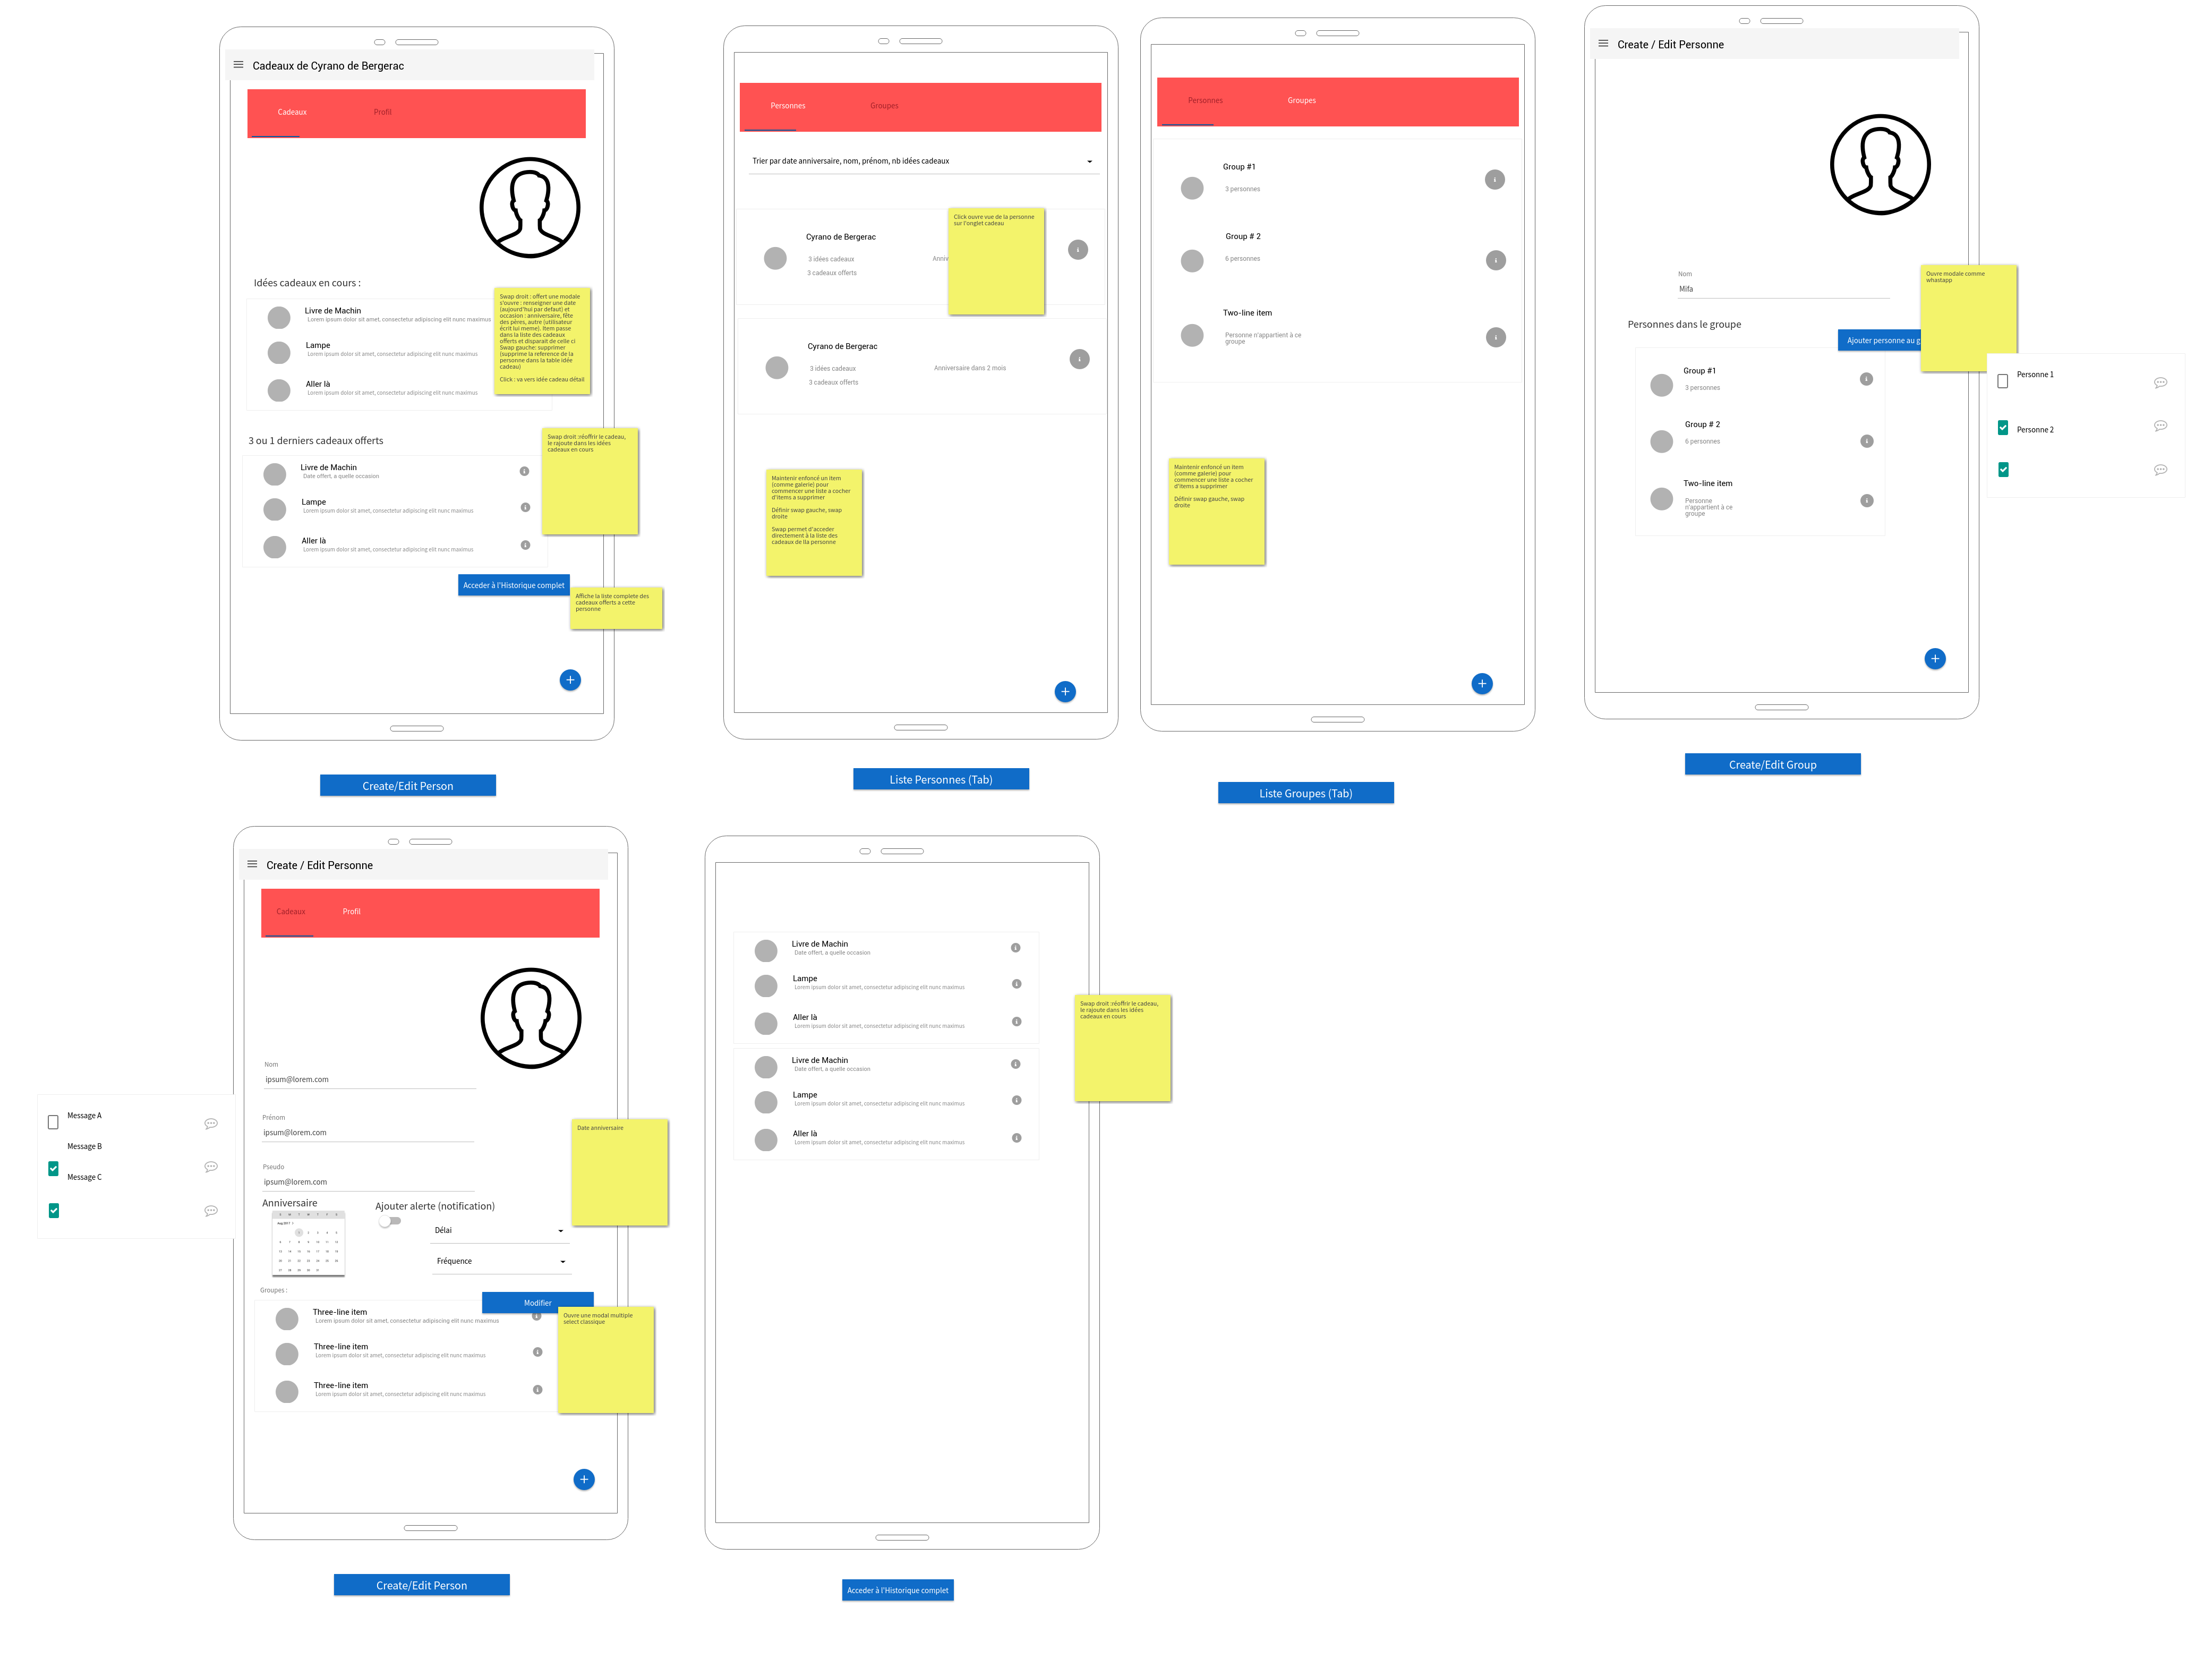 Cadeaux de Cyrano de Bergerac
Cadeaux
Profil
Idées cadeaux en cours :
Livre de Machin
Lorem ipsum dolor sit amet, consectetur adipiscing elit nunc maximus
Lampe
Lorem ipsum dolor sit amet, consectetur adipiscing elit nunc maximus
Aller là
Lorem ipsum dolor sit amet, consectetur adipiscing elit nunc maximus
Swap droit : offert une modale
s'ouvre : renseigner une date
(aujourd'hui par defaut) et
occasion : anniversaire, fête
des pères, autre (utilisateur
écrit lui meme). Item passe
dans la liste des cadeaux
offerts et disparait de celle ci
Swap gauche: supprimer
(supprime la reference de la
personne dans la table idée
cadeau)
Click : va vers idée cadeau détail
3 ou 1 derniers cadeaux offerts
Livre de Machin
Date offert, a quelle occasion
Lampe
Lorem ipsum dolor sit amet, consectetur adipiscing elit nunc maximus
Aller là
Lorem ipsum dolor sit amet, consectetur adipiscing elit nunc maximus
Swap droit :réoffrir le cadeau,
le rajoute dans les idées
cadeaux en cours
Acceder à l'Historique complet
Affiche la liste complete des
cadeaux offerts a cette
personne
Create/Edit Person
Personnes
Groupes
Trier par date anniversaire, nom, prénom, nb idées cadeaux
Cyrano de Bergerac
3 idées cadeaux
Anniv
3 cadeaux offerts
Click ouvre vue de la personne
sur l'onglet cadeau
Cyrano de Bergerac
3 idées cadeaux
Anniversaire dans 2 mois
3 cadeaux offerts
Maintenir enfoncé un item
(comme galerie) pour
commencer une liste a cocher
d'items a supprimer
Définir swap gauche, swap
droite
Swap permet d'acceder
directement à la liste des
cadeaux de lla personne
Liste Personnes (Tab)
Personnes
Groupes
Group #1
3 personnes
Group # 2
6 personnes
Two-line item
Personne n'appartient à ce
groupe
Maintenir enfoncé un item
(comme galerie) pour
commencer une liste a cocher
d'items a supprimer
Définir swap gauche, swap
droite
Liste Groupes (Tab)
Create / Edit Personne
Nom
Mifa
Ouvre modale comme
whastapp
Personnes dans le groupe
Ajouter personne au g
Group #1
3 personnes
Group # 2
6 personnes
Two-line item
Personne
n'appartient à ce
groupe
Personne 1
Personne 2
Create/Edit Group
Create / Edit Personne
Cadeaux
Profil
Nom
ipsum@lorem.com
Prénom
ipsum@lorem.com
Pseudo
ipsum@lorem.com
Message A
Message B
Message C
Date anniversaire
Anniversaire
Aug 2017
Ajouter alerte (notification)
Délai
Fréquence
Groupes :
Modifier
Three-line item
Lorem ipsum dolor sit amet, consectetur adipiscing elit nunc maximus
Three-line item
Lorem ipsum dolor sit amet, consectetur adipiscing elit nunc maximus
Three-line item
Lorem ipsum dolor sit amet, consectetur adipiscing elit nunc maximus
Ouvre une modal multiple
select classique
Create/Edit Person
Livre de Machin
Date offert, a quelle occasion
Lampe
Lorem ipsum dolor sit amet, consectetur adipiscing elit nunc maximus
Aller là
Lorem ipsum dolor sit amet, consectetur adipiscing elit nunc maximus
Livre de Machin
Date offert, a quelle occasion
Lampe
Lorem ipsum dolor sit amet, consectetur adipiscing elit nunc maximus
Aller là
Lorem ipsum dolor sit amet, consectetur adipiscing elit nunc maximus
Swap droit :réoffrir le cadeau,
le rajoute dans les idées
cadeaux en cours
Acceder à l'Historique complet